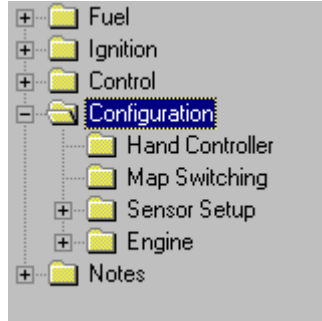 Fuel
Ignition
Control
Configuration
Hand Controller
Map Switching
Sensor Setup
Engine
Notes